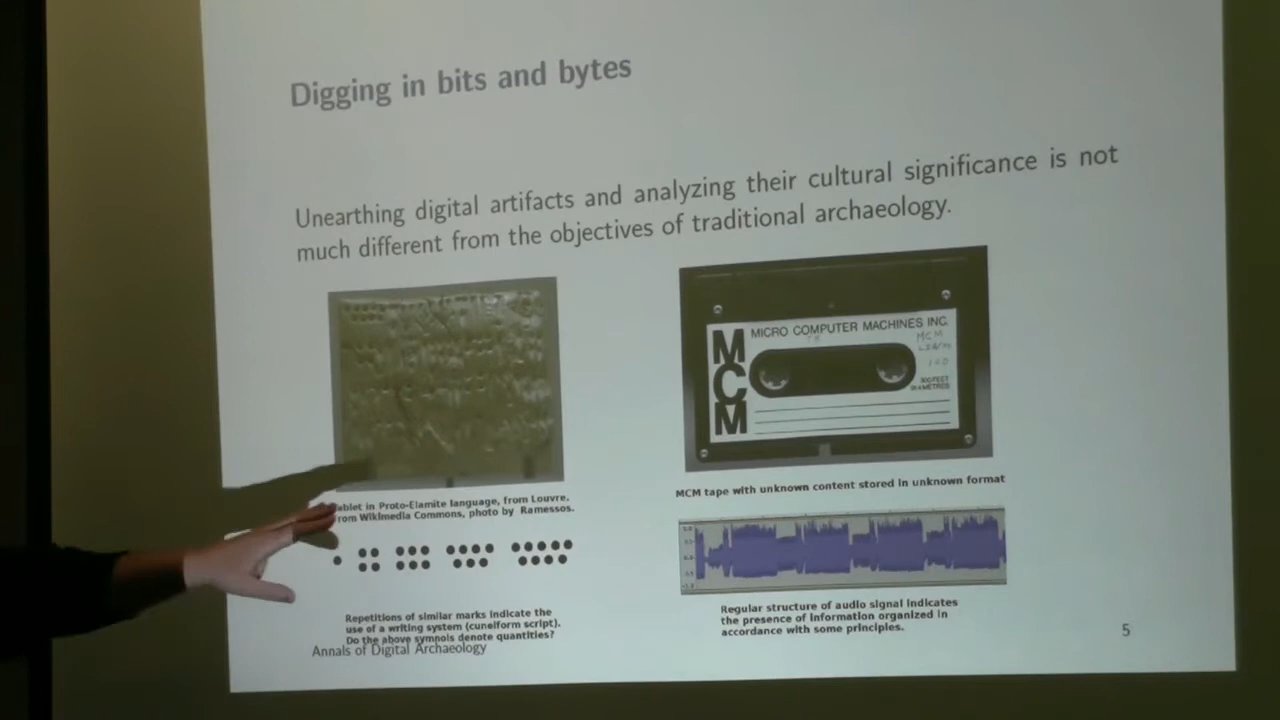 Digging in bits and bytes
Unearthing digital artifacts and analyzing their cultural significance is not
much different from the objectives of traditional archaeology.
MICRO COMPUTER MACHINES INC.
MCM
MCM
300 FEET
tablet in Proto-Elamite language, from Louvre.
from Wikimedia Commons, photo by Ramessos.
MCM tape with unknown content stored in unknown format
Repetitions of similar marks indicate the
use of a writing system (cuneiform script).
Do the above symnols denote quantities?
Regular structure of audio signal indicates
the presence of information organized in
accordance with some principles.
Annals of Digital Archaeology
5